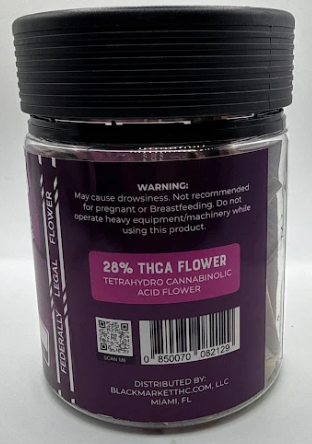 WARNING:
May cause drowsiness. Not recommended
for pregnant or Breastfeeding. Do not
operate heavy equipment/machinery while
using this product.
28% THCA FLOWER
TETRAHYDRO CANNABINOLIC
ACID FLOWER
SCAN ME
0 850070 082129
DISTRIBUTED BY:
BLACKMARKETTHC.COM, LLC
MIAMI, FL
FEDERALLY LEGAL FLOWER